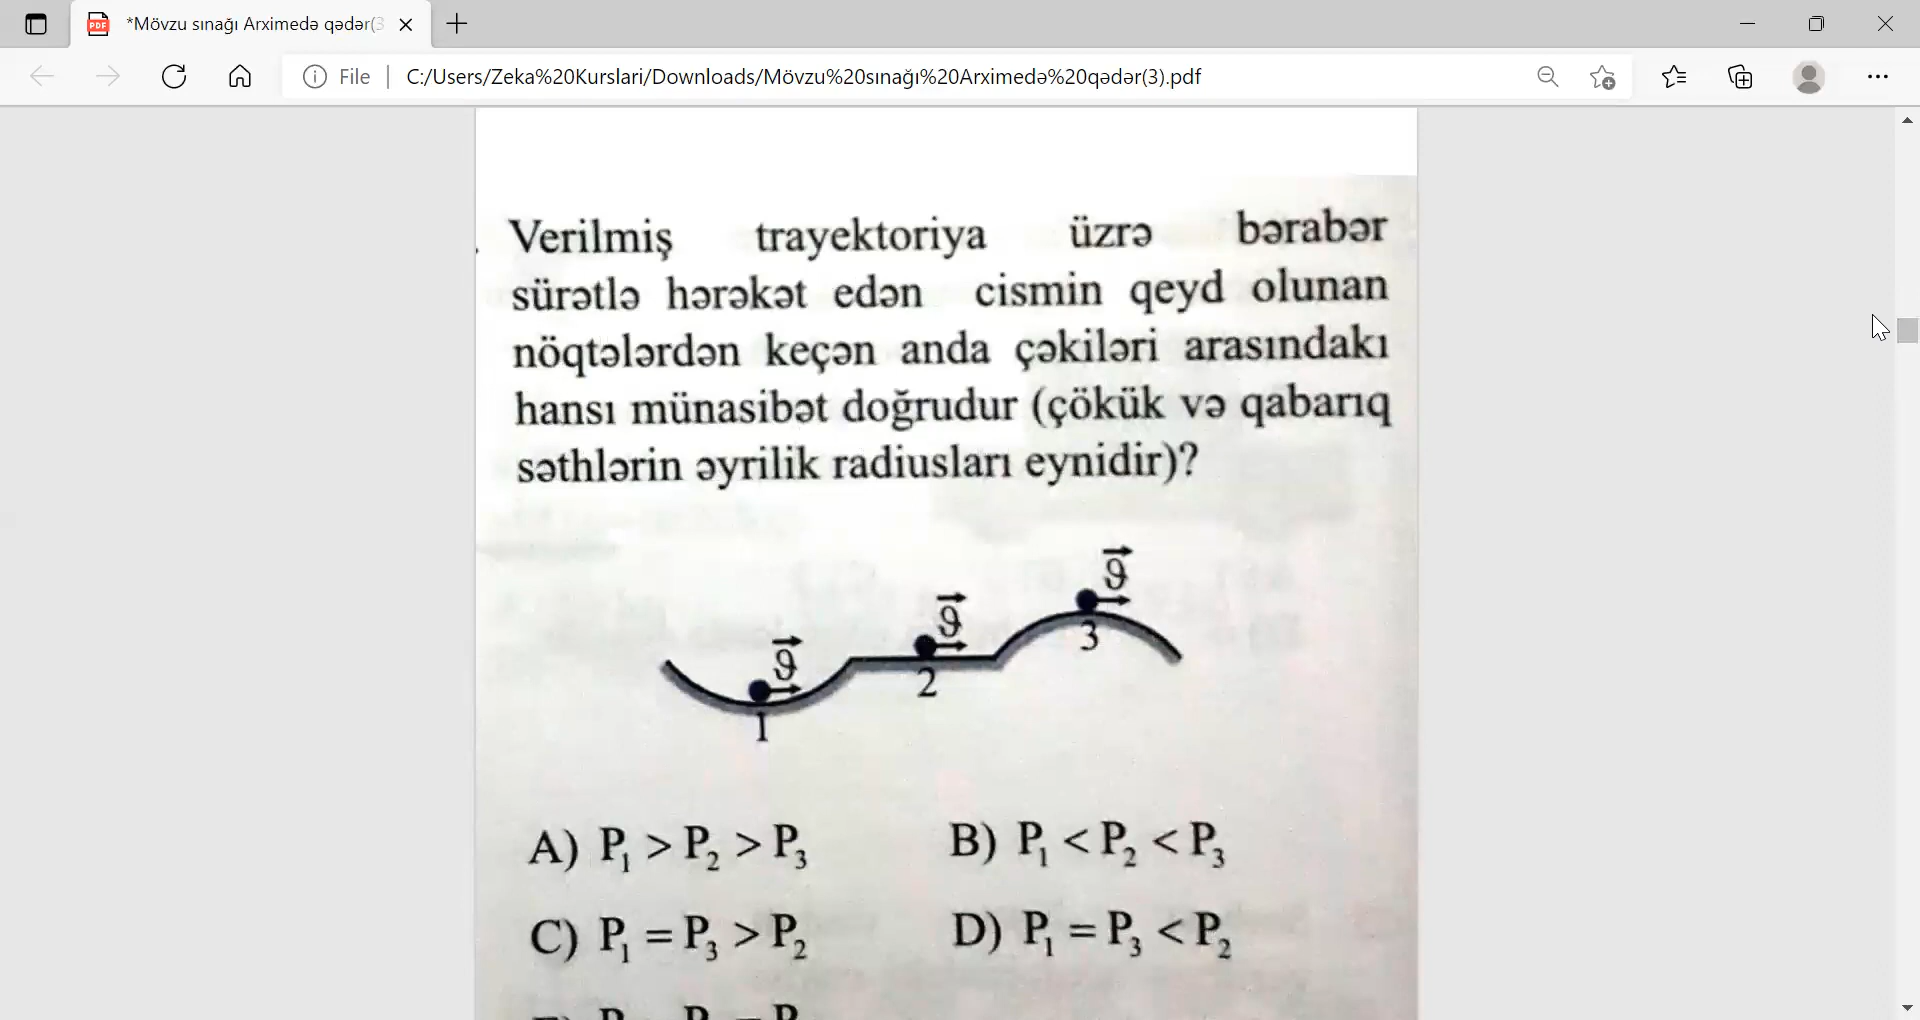 *Mövzu sınağı Arximedə qədər(3
File
C:/Users/Zeka%20Kurslari/Downloads/Mövzu%20sınağı%20Arximedə%20qədər(3).pdf
Verilmiş trayektoriya üzrə bərabər
sürətlə hərəkət edən cismin qeyd olunan
nöqtələrdən keçən anda çəkiləri arasındakı
hansı münasibət doğrudur (çökük və qabarıq
səthlərin əyrilik radiusları eynidir)?
ϑ
ϑ
ϑ
1
2
3
A) P₁ > P₂ > P₃
B) P₁ < P₂ < P₃
C) P₁ = P₃ > P₂
D) P₁ = P₃ < P₂